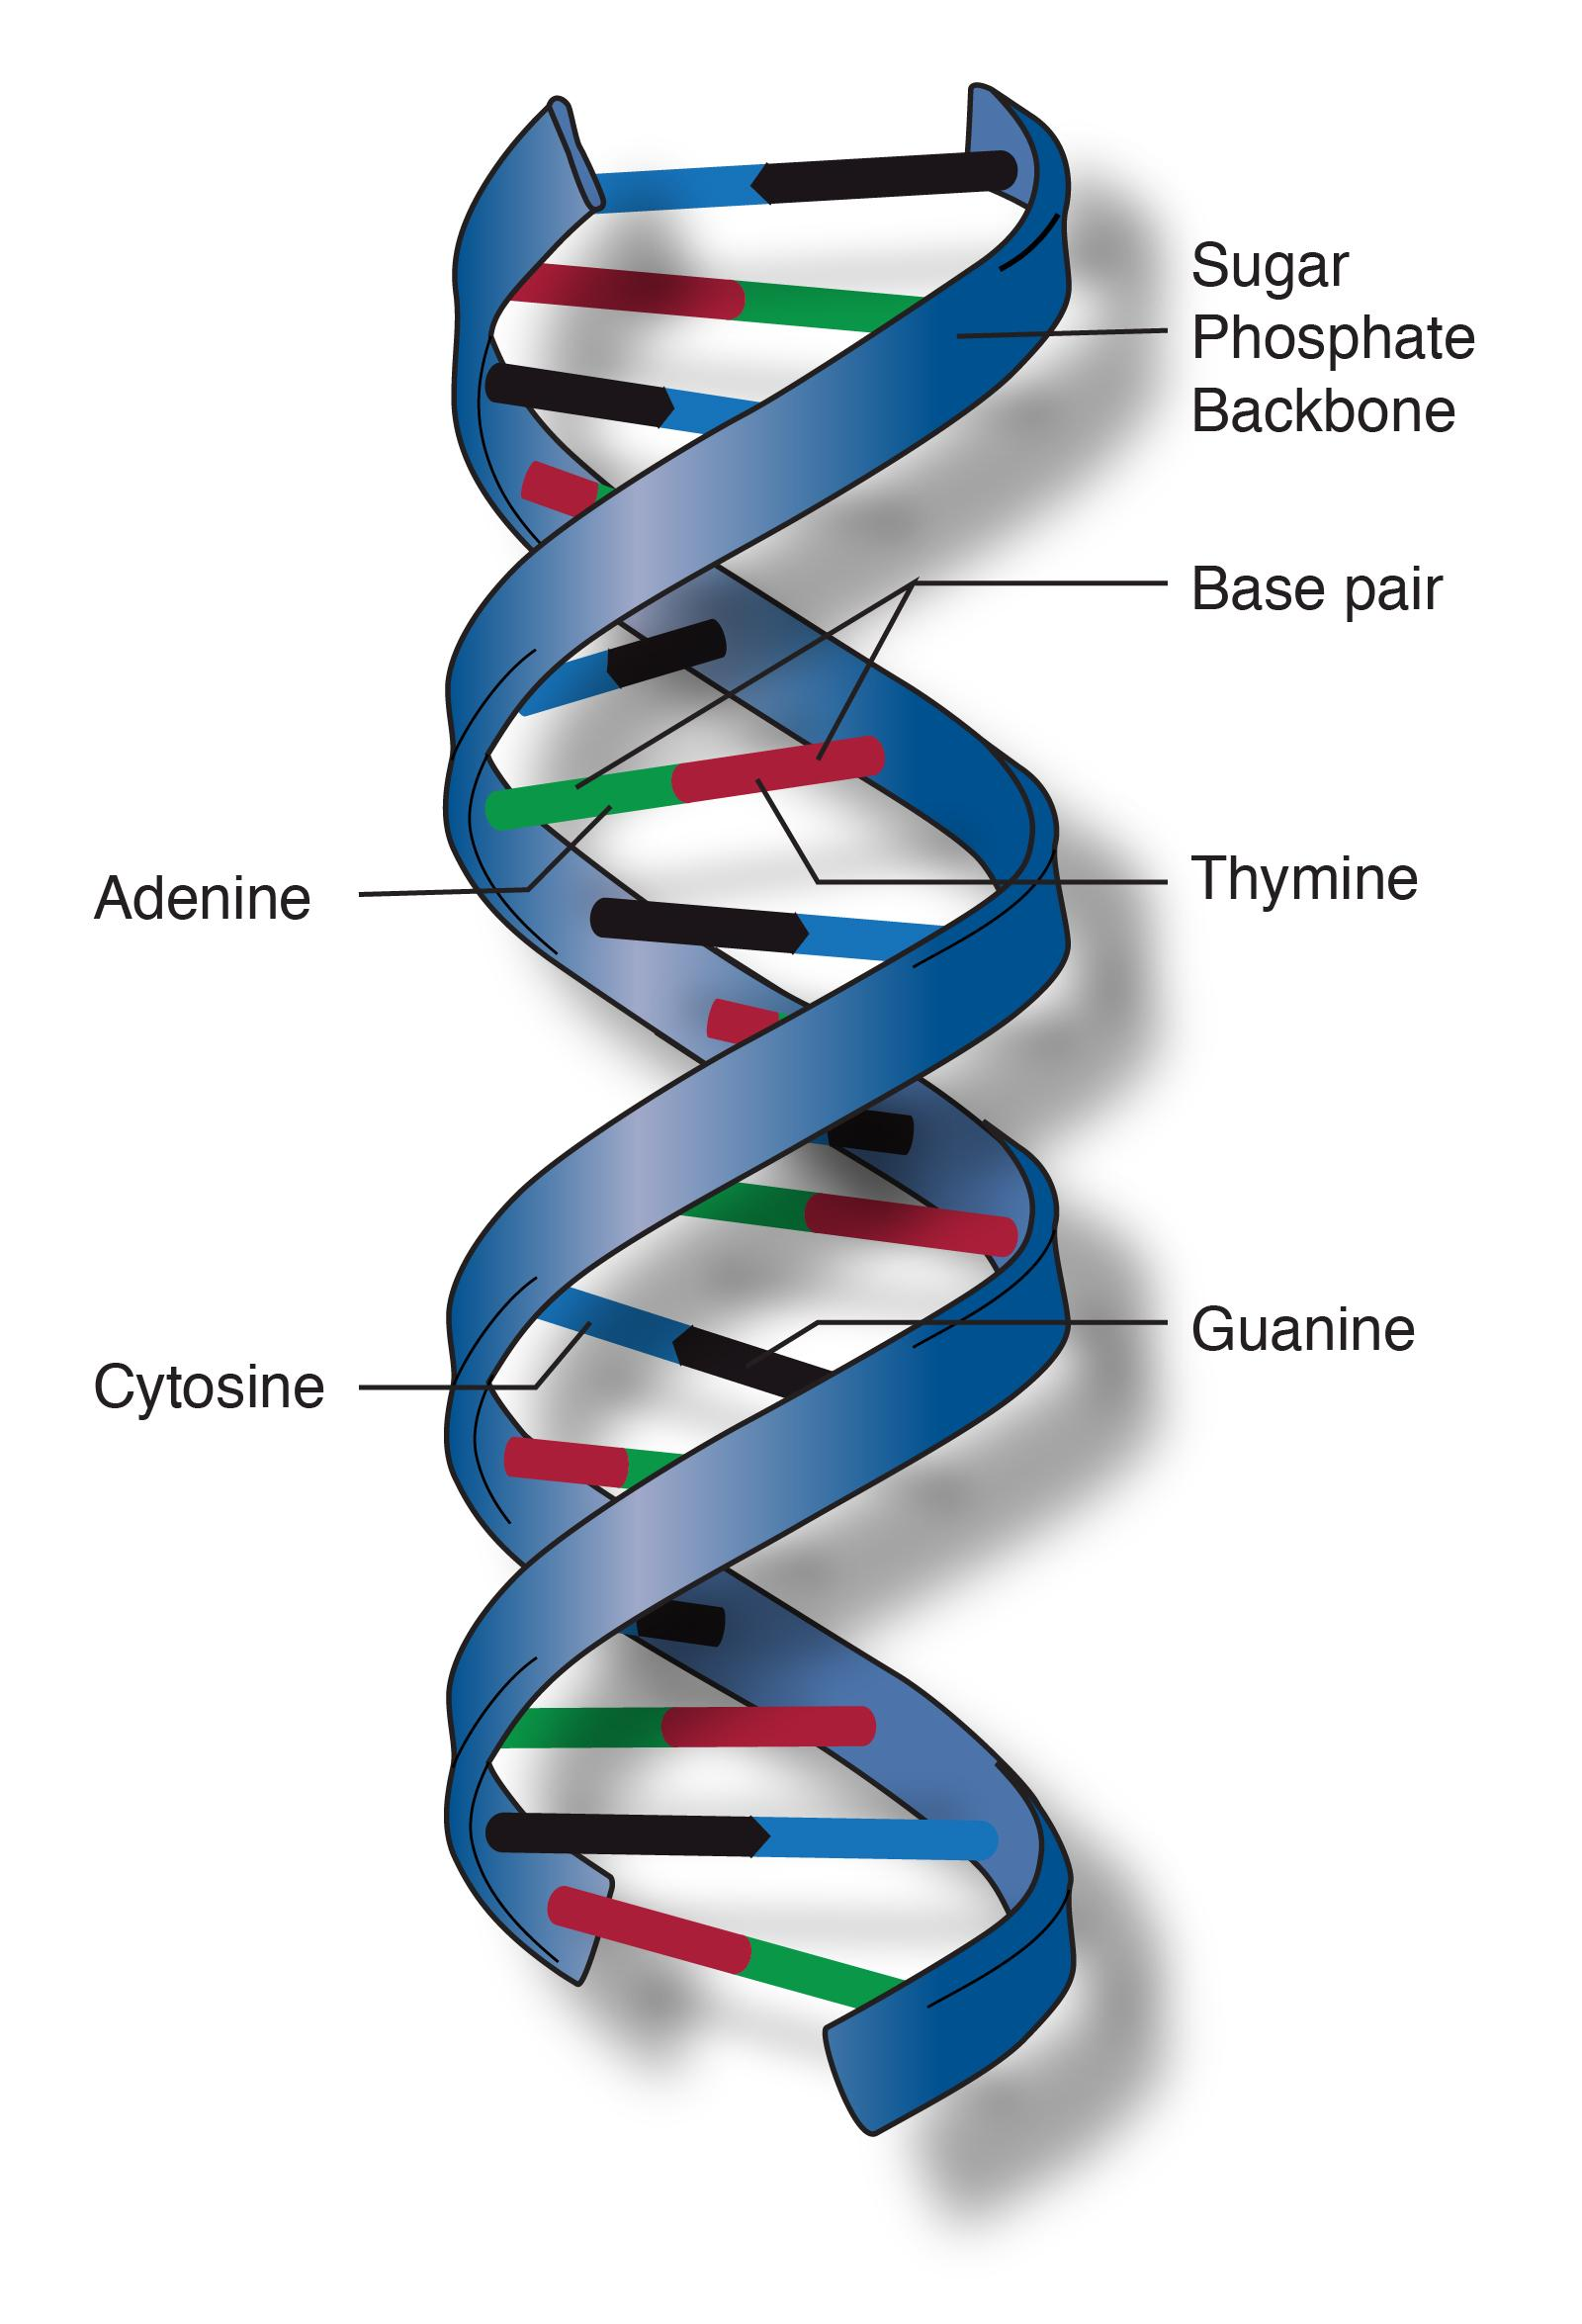 Sugar
Phosphate
Backbone
Base pair
Adenine
Thymine
Guanine
Cytosine